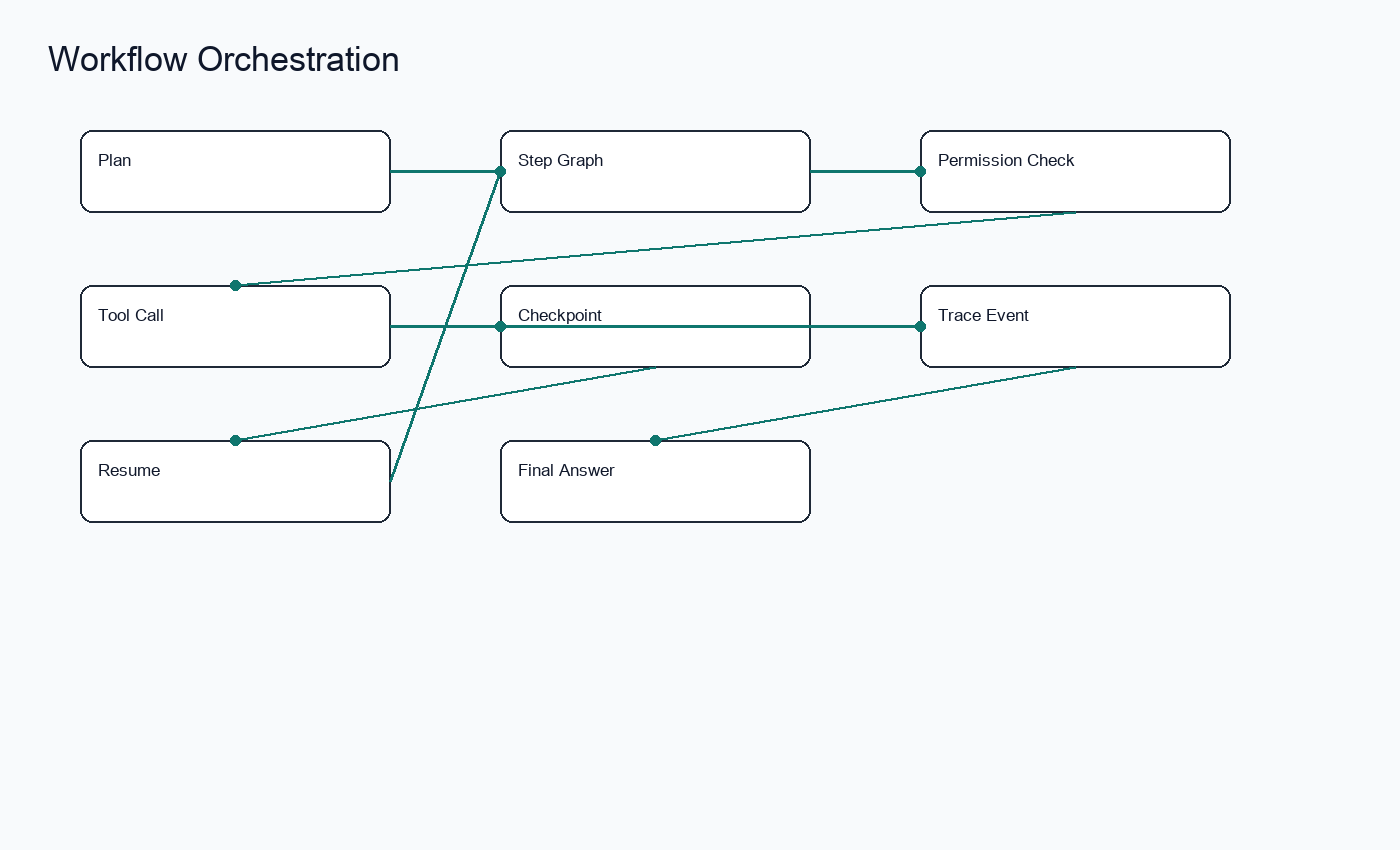 Workflow Orchestration
Plan
Step Graph
Permission Check
Tool Call
Checkpoint
Trace Event
Resume
Final Answer